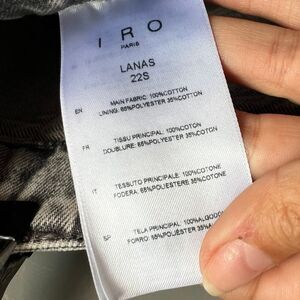 IRO
PARIS
LANAS
22S
EN MAIN FABRIC: 100%COTTON
LINING: 65%POLYESTER 35%COTTON
FR TISSU PRINCIPAL: 100%COTON
DOUBLURE: 65%POLYESTER 35%COTON
IT TESSUTO PRINCIPALE: 100%COTONE
FODERA: 65%POLIESTERE 35%COTONE
SP TELA PRINCIPAL: 100%ALGODÓ
FORRO: 65%POLIÉSTER 35%A